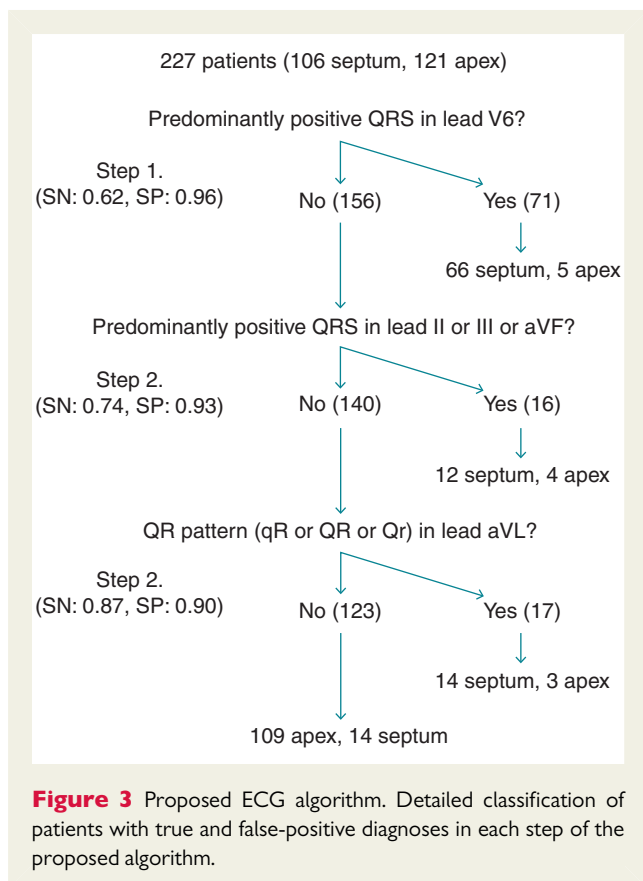 227 patients (106 septum, 121 apex)
Predominantly positive QRS in lead V6?
Step 1.
(SN: 0.62, SP: 0.96)
No (156)
Yes (71)
66 septum, 5 apex
Predominantly positive QRS in lead II or III or aVF?
Step 2.
(SN: 0.74, SP: 0.93)
No (140)
Yes (16)
12 septum, 4 apex
QR pattern (qR or QR or Qr) in lead aVL?
Step 2.
(SN: 0.87, SP: 0.90)
No (123)
Yes (17)
14 septum, 3 apex
109 apex, 14 septum
Figure 3 Proposed ECG algorithm. Detailed classification of
patients with true and false-positive diagnoses in each step of the
proposed algorithm.